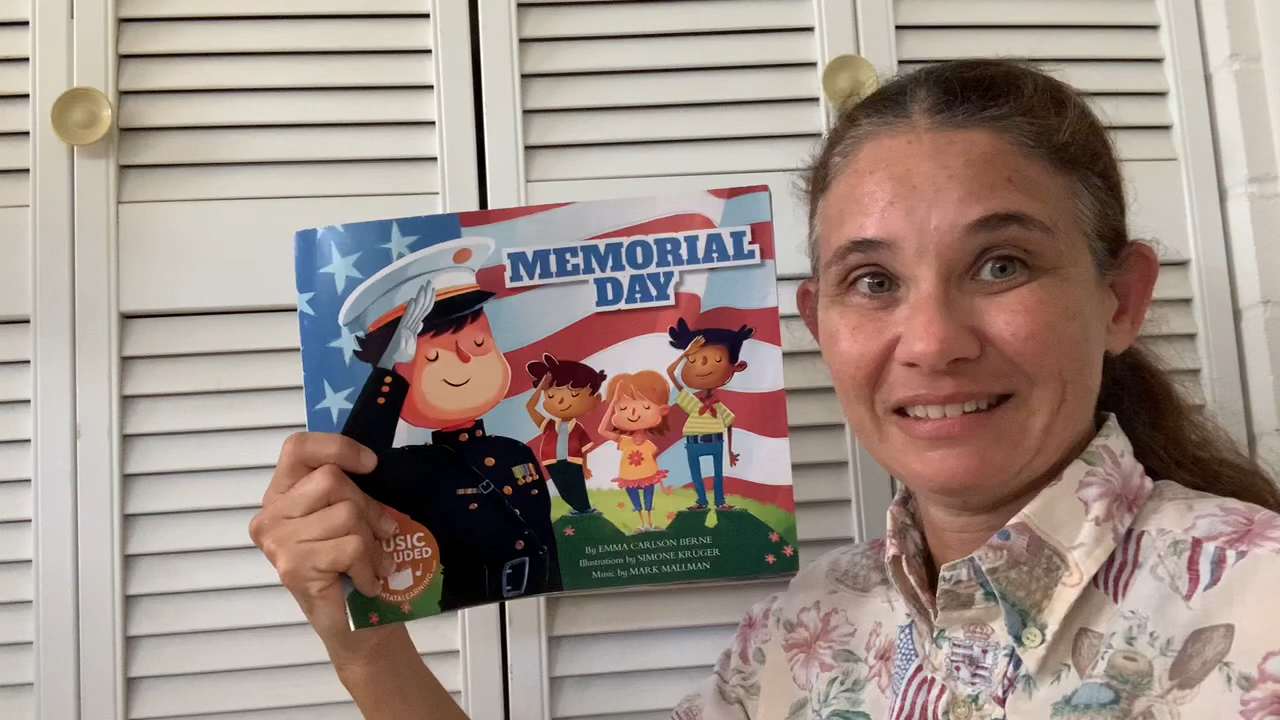 MEMORIAL
DAY
By EMMA CARLSON BERNE
Illustrations by SIMONE KRÜGER
Music by MARK MALLMAN